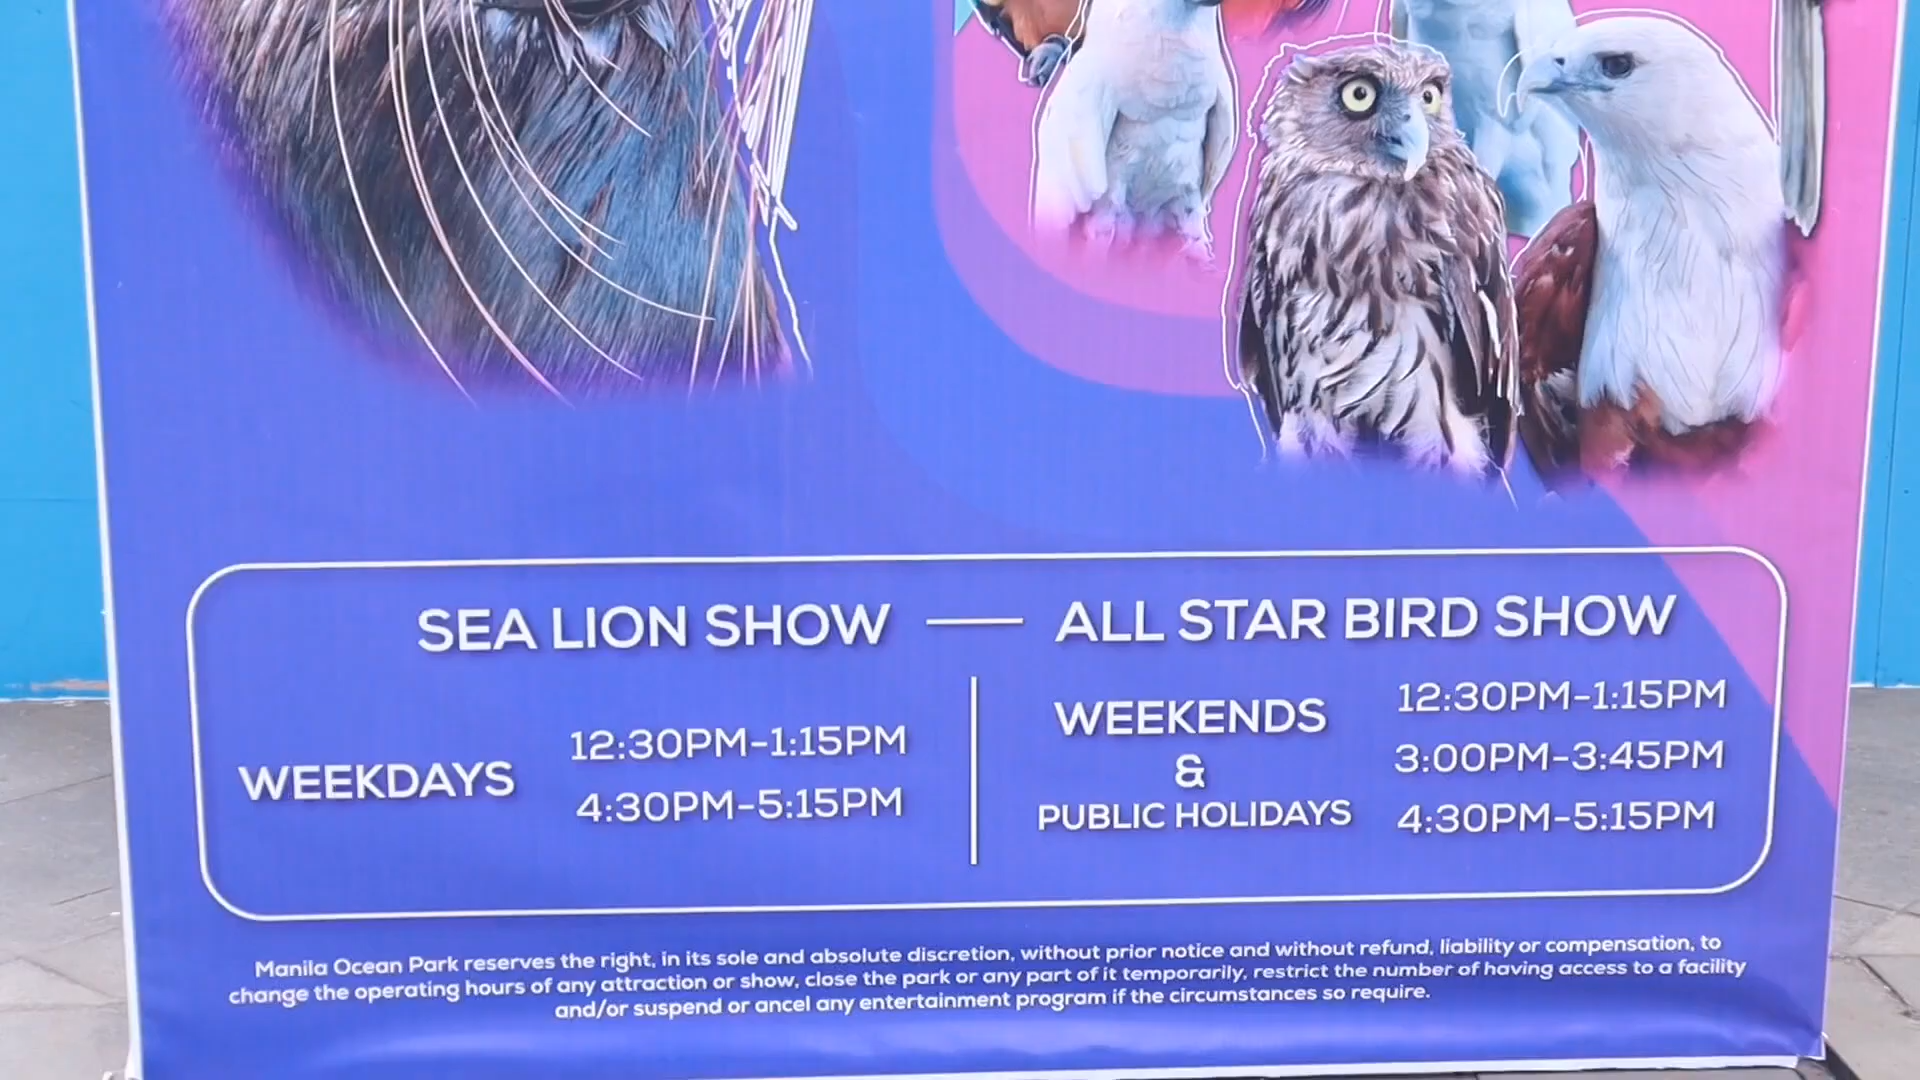 SEA LION SHOW — ALL STAR BIRD SHOW
WEEKDAYS
12:30PM-1:15PM
4:30PM-5:15PM
WEEKENDS
&
PUBLIC HOLIDAYS
12:30PM-1:15PM
3:00PM-3:45PM
4:30PM-5:15PM
Manila Ocean Park reserves the right, in its sole and absolute discretion, without prior notice and without refund, liability or compensation, to
change the operating hours of any attraction or show, close the park or any part of it temporarily, restrict the number of having access to a facility
and/or suspend or ancel any entertainment program if the circumstances so require.